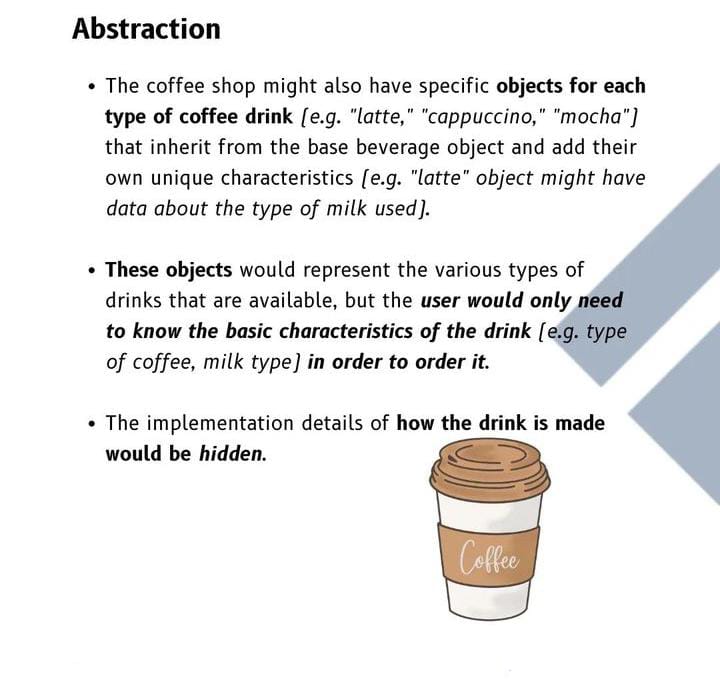 Abstraction
• The coffee shop might also have specific objects for each
type of coffee drink [e.g. "latte," "cappuccino," "mocha"]
that inherit from the base beverage object and add their
own unique characteristics [e.g. "latte" object might have
data about the type of milk used].
• These objects would represent the various types of
drinks that are available, but the user would only need
to know the basic characteristics of the drink [e.g. type
of coffee, milk type] in order to order it.
• The implementation details of how the drink is made
would be hidden.
Coffee